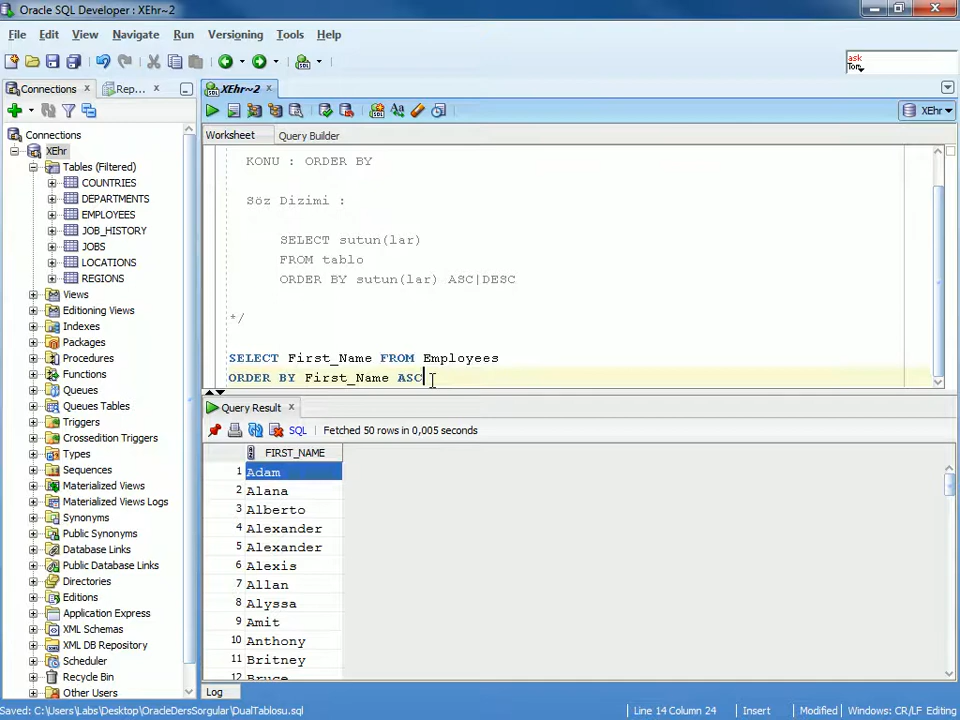 Oracle SQL Developer : XEhr~2
File Edit View Navigate Run Versioning Tools Help
ask
Tom
Connections
Rep...
XEhr~2
XEhr
Worksheet
Query Builder
Connections
XEhr
Tables (Filtered)
COUNTRIES
DEPARTMENTS
EMPLOYEES
JOB_HISTORY
JOBS
LOCATIONS
REGIONS
Views
Editioning Views
Indexes
Packages
Procedures
Functions
Queues
Queues Tables
Triggers
Crossedition Triggers
Types
Sequences
Materialized Views
Materialized Views Logs
Synonyms
Public Synonyms
Database Links
Public Database Links
Directories
Editions
Application Express
XML Schemas
XML DB Repository
Scheduler
Recycle Bin
Other Users
KONU : ORDER BY
Söz Dizimi :
SELECT sutun(lar)
FROM tablo
ORDER BY sutun(lar) ASC|DESC
*/
SELECT First_Name FROM Employees
ORDER BY First_Name ASC
Query Result
SQL Fetched 50 rows in 0,005 seconds
FIRST_NAME
1 Adam
2 Alana
3 Alberto
4 Alexander
5 Alexander
6 Alexis
7 Allan
8 Alyssa
9 Amit
10 Anthony
11 Britney
12 Bruce
Log
Saved: C:\Users\Labs\Desktop\OracleDersSorgular\DualTablosu.sql
Line 14 Column 24 Insert Modified Windows: CR/LF Editing